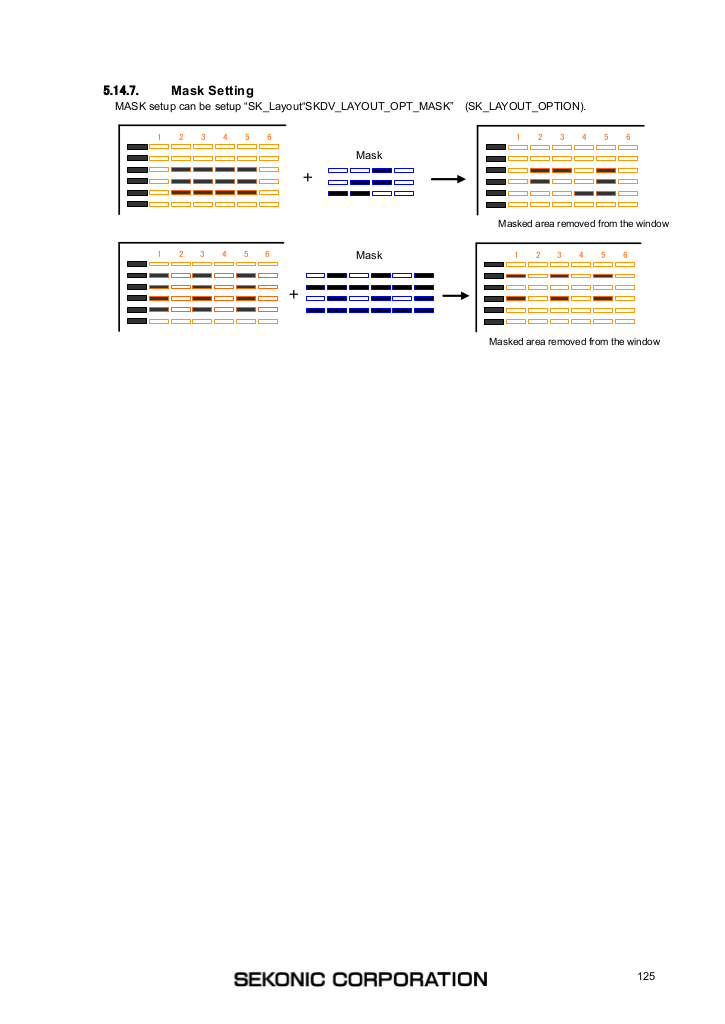 5.14.7. Mask Setting
MASK setup can be setup “SK_Layout“SKDV_LAYOUT_OPT_MASK” (SK_LAYOUT_OPTION).
1 2 3 4 5 6
Mask
+
1 2 3 4 5 6
Masked area removed from the window
1 2 3 4 5 6
Mask
+
1 2 3 4 5 6
Masked area removed from the window
SEKONIC CORPORATION
125